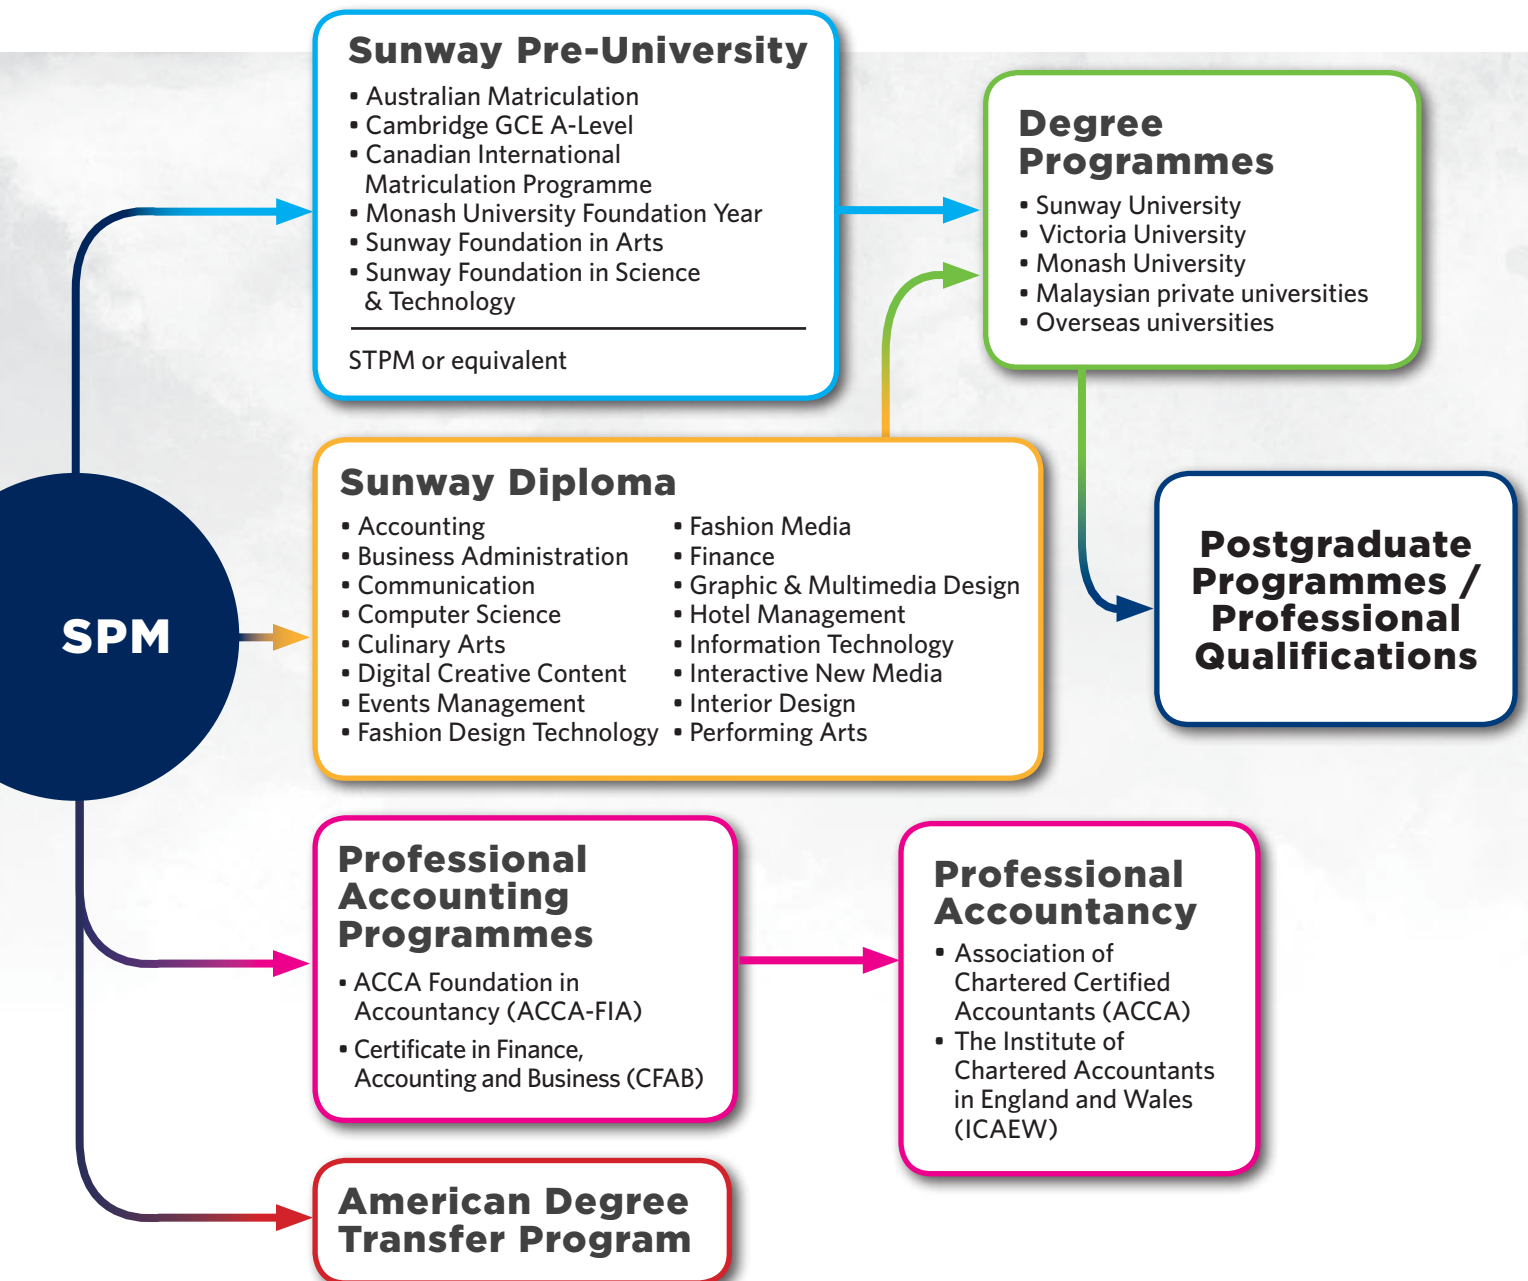 Sunway Pre-University
• Australian Matriculation
• Cambridge GCE A-Level
• Canadian International
Matriculation Programme
• Monash University Foundation Year
• Sunway Foundation in Arts
• Sunway Foundation in Science
& Technology
STPM or equivalent
Degree
Programmes
• Sunway University
• Victoria University
• Monash University
• Malaysian private universities
• Overseas universities
SPM
Sunway Diploma
• Accounting
• Business Administration
• Communication
• Computer Science
• Culinary Arts
• Digital Creative Content
• Events Management
• Fashion Design Technology
• Fashion Media
• Finance
• Graphic & Multimedia Design
• Hotel Management
• Information Technology
• Interactive New Media
• Interior Design
• Performing Arts
Postgraduate
Programmes /
Professional
Qualifications
Professional
Accounting
Programmes
• ACCA Foundation in
Accountancy (ACCA-FIA)
• Certificate in Finance,
Accounting and Business (CFAB)
Professional
Accountancy
• Association of
Chartered Certified
Accountants (ACCA)
• The Institute of
Chartered Accountants
in England and Wales
(ICAEW)
American Degree
Transfer Program